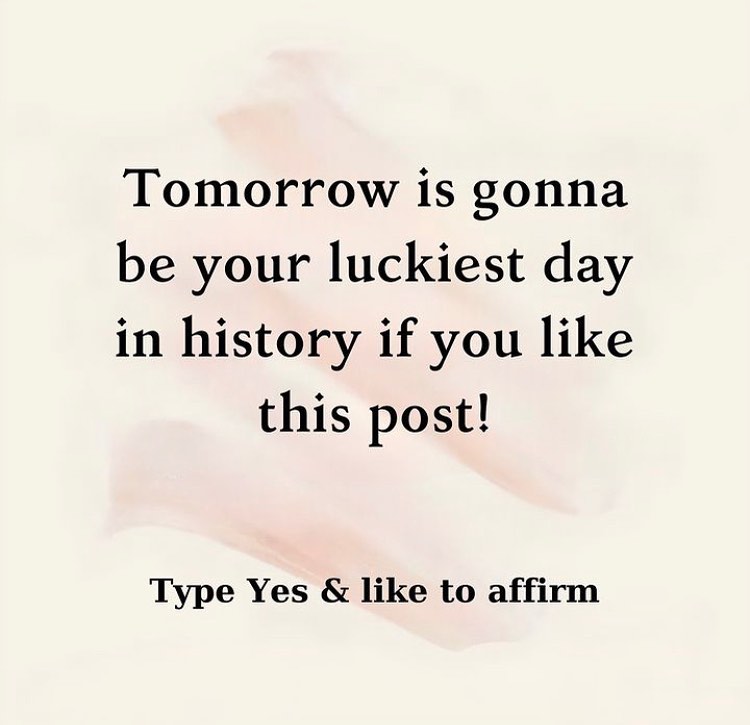 Tomorrow is gonna
be your luckiest day
in history if you like
this post!
Type Yes & like to affirm